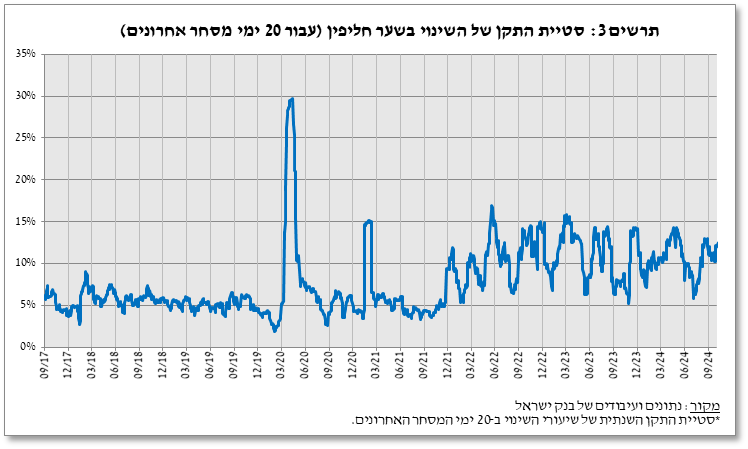 תרשים 3: סטיית התקן של השינוי בשער חליפין (עבור 20 ימי מסחר אחרונים)
35%
30%
25%
20%
15%
10%
5%
0%
09/17 12/17 03/18 06/18 09/18 12/18 03/19 06/19 09/19 12/19 03/20 06/20 09/20 12/20 03/21 06/21 09/21 12/21 03/22 06/22 09/22 12/22 03/23 06/23 09/23 12/23 03/24 06/24 09/24
מקור: נתונים ועיבודים של בנק ישראל
*סטיית התקן השנתית של שיעורי השינוי ב-20 ימי המסחר האחרונים.